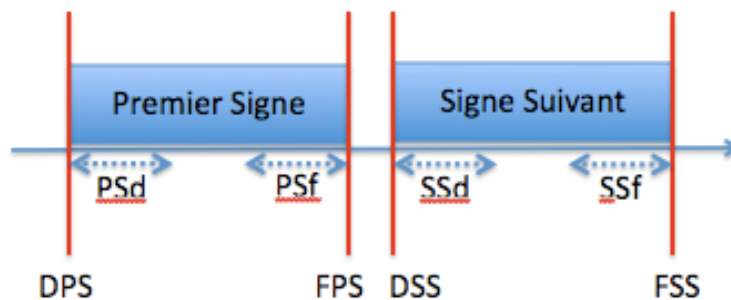 Premier Signe Signe Suivant
PSd PSf SSd SSf
DPS FPS DSS FSS